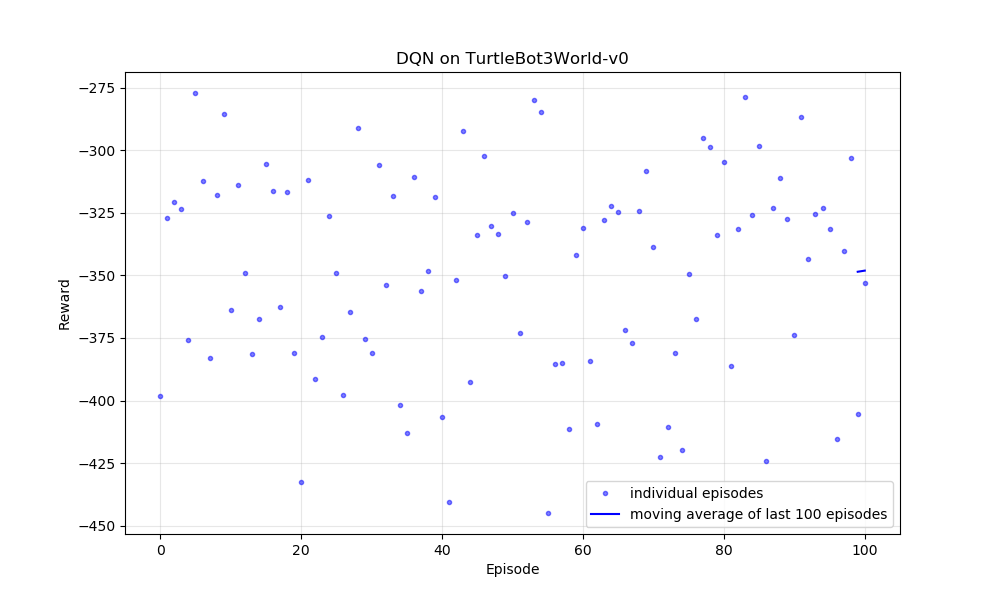 DQN on TurtleBot3World-v0
−275
−300
−325
−350
−375
−400
−425
−450
Reward
individual episodes
moving average of last 100 episodes
0 20 40 60 80 100
Episode